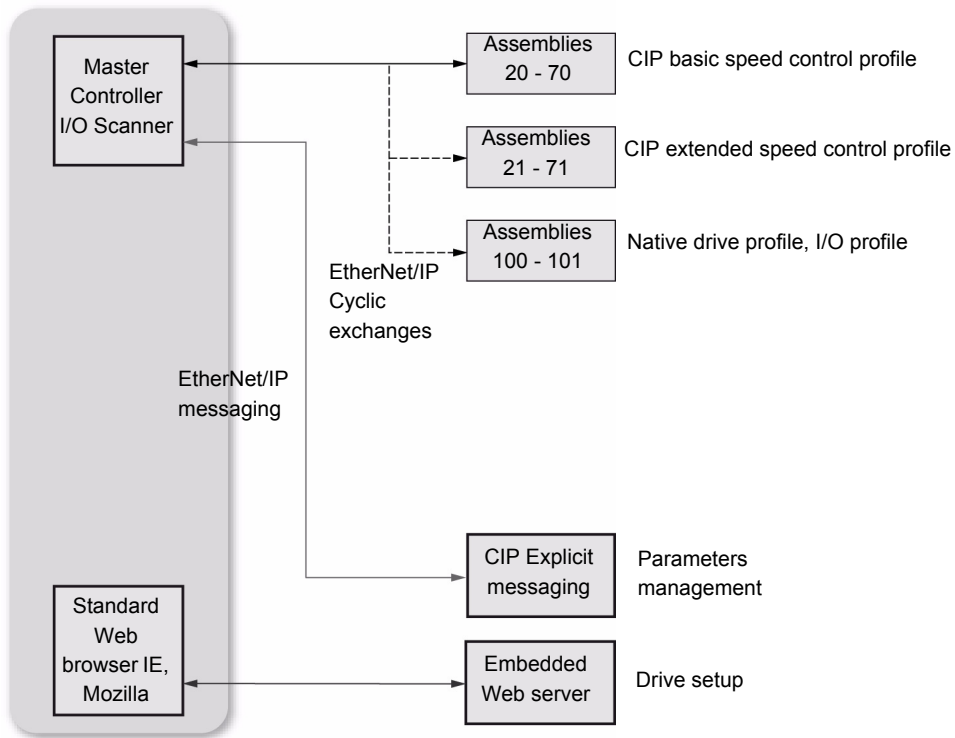 Master
Controller
I/O Scanner
Assemblies
20 - 70
CIP basic speed control profile
Assemblies
21 - 71
CIP extended speed control profile
Assemblies
100 - 101
Native drive profile, I/O profile
EtherNet/IP
Cyclic
exchanges
EtherNet/IP
messaging
CIP Explicit
messaging
Parameters
management
Standard
Web
browser IE,
Mozilla
Embedded
Web server
Drive setup